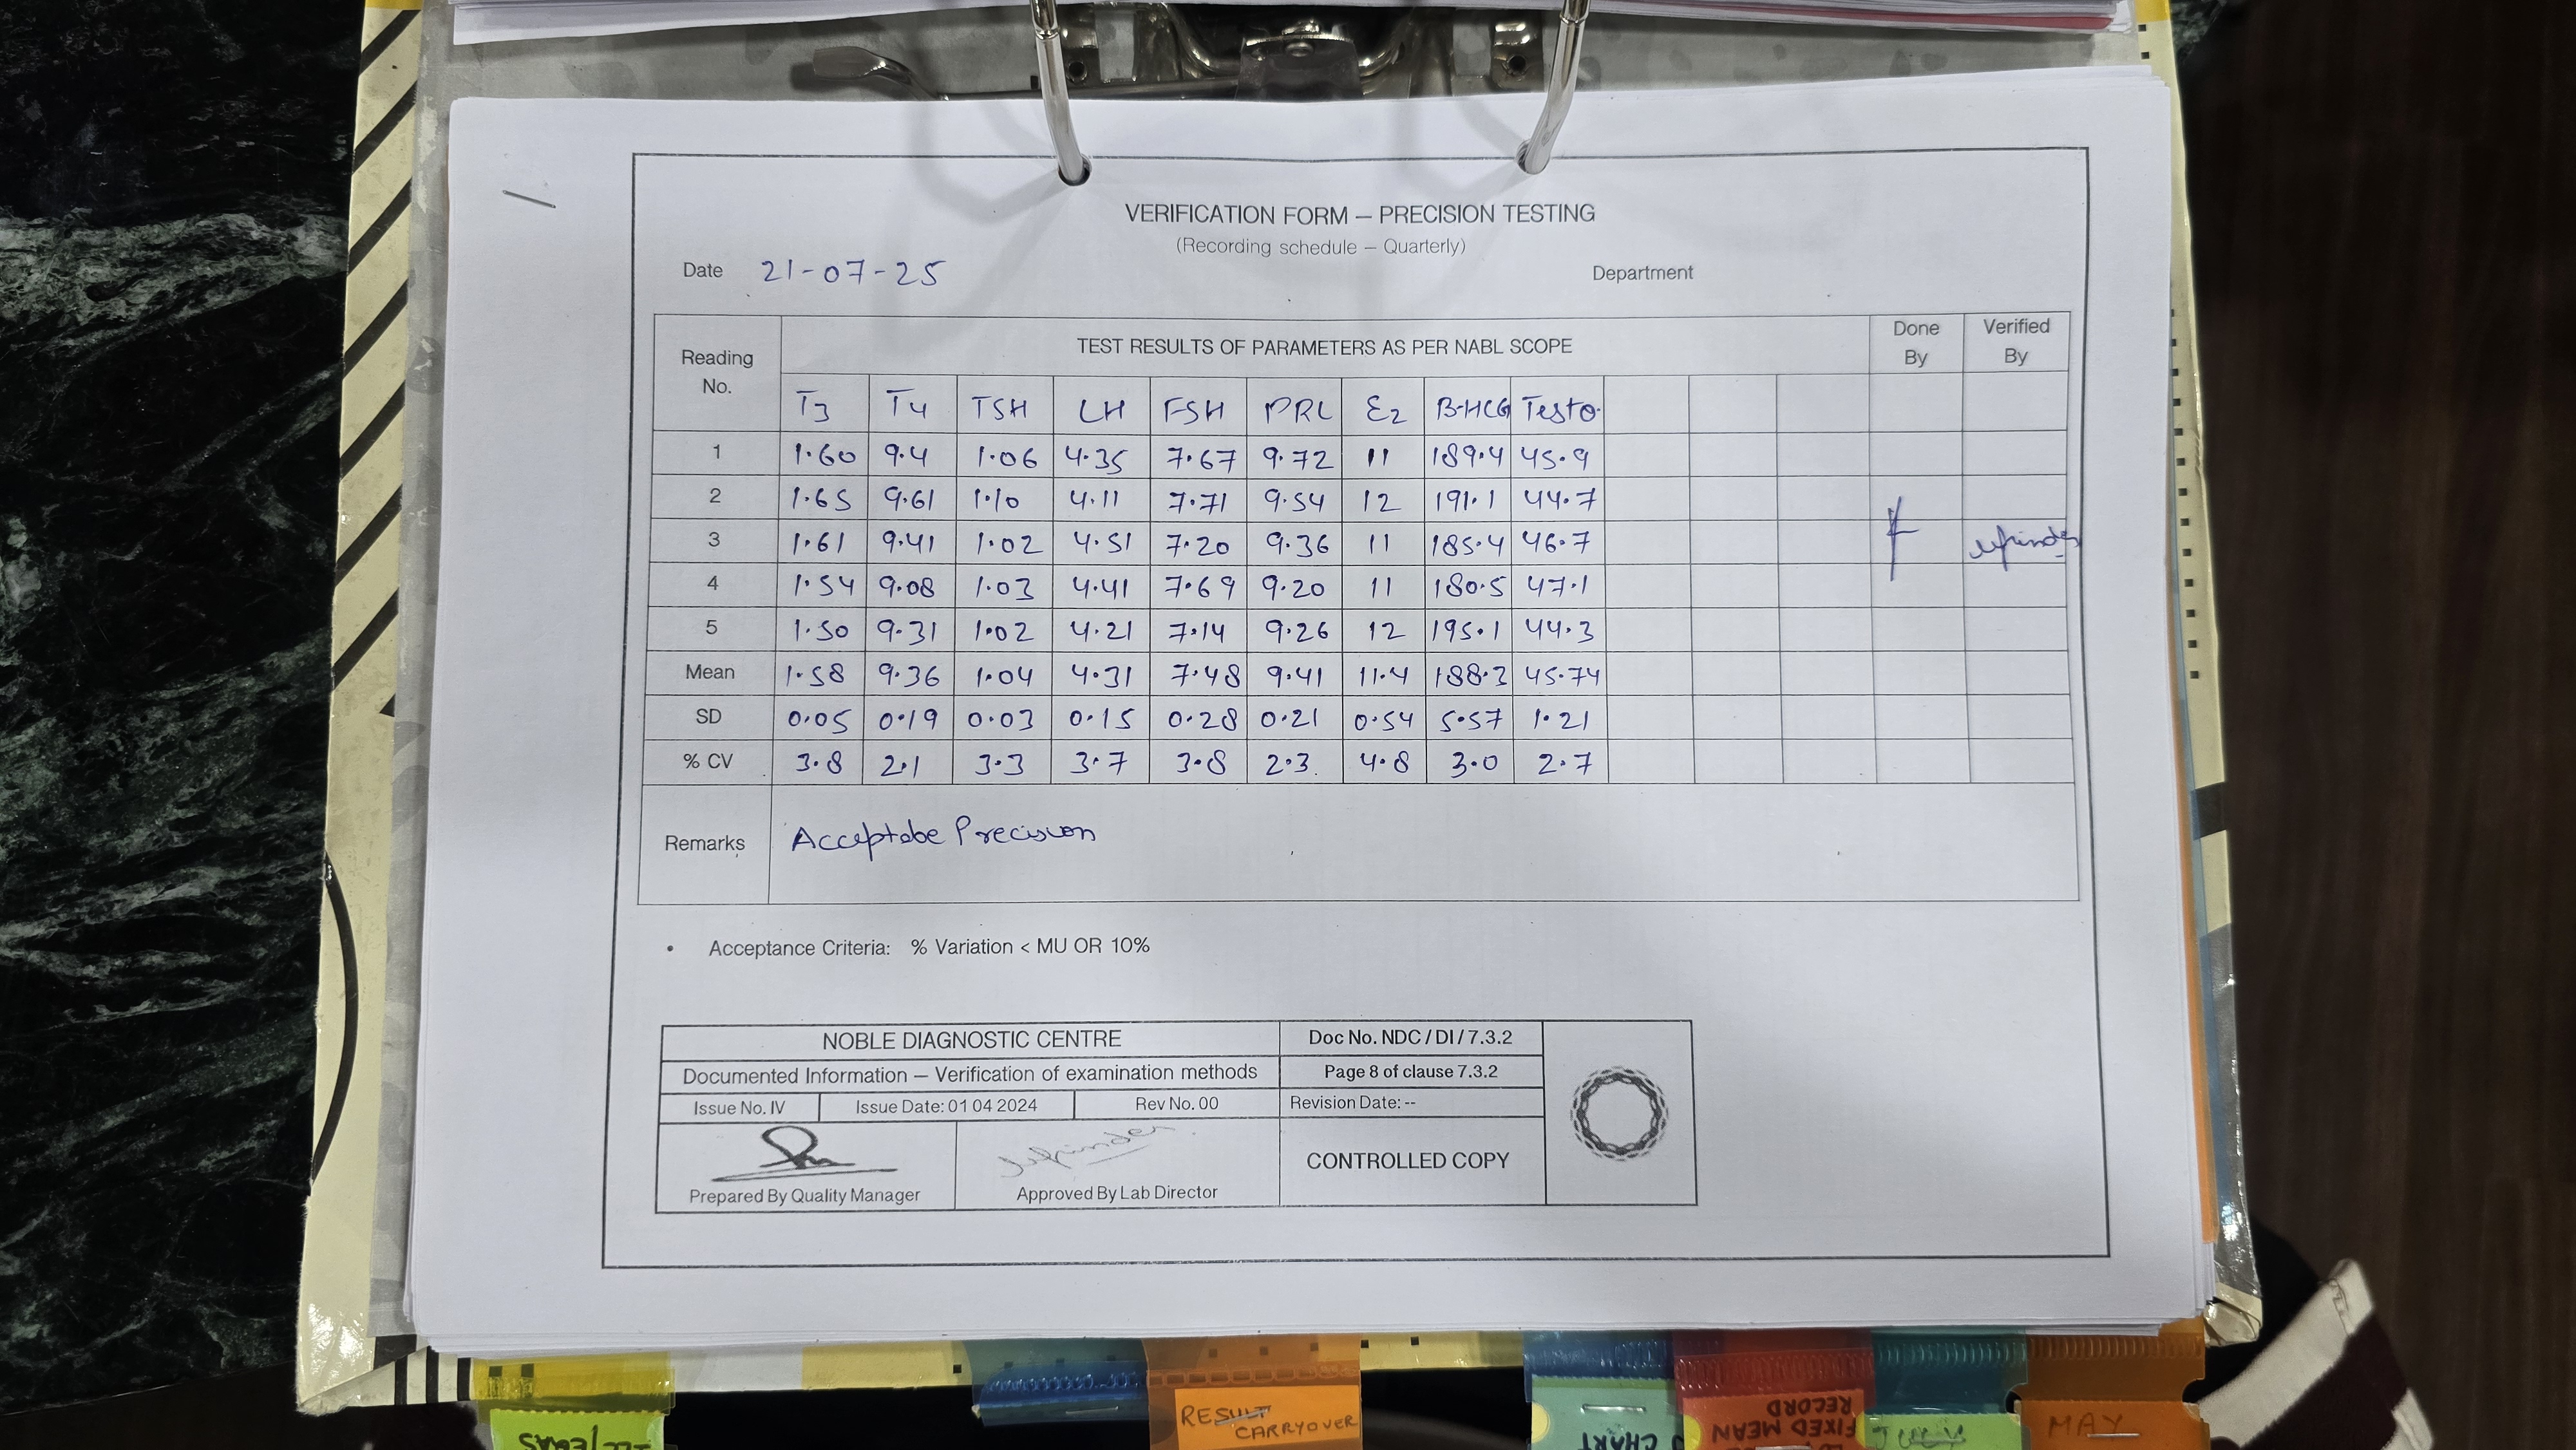 VERIFICATION FORM – PRECISION TESTING
(Recording schedule – Quarterly)
Date 21-07-25 Department
Reading No. TEST RESULTS OF PARAMETERS AS PER NABL SCOPE Done By Verified By
T3 T4 TSH LH FSH PRL E2 B-HCG Testo.
1 1.60 9.4 1.06 4.35 7.67 9.72 11 189.4 45.9
2 1.65 9.61 1.10 4.11 7.71 9.54 12 191.1 44.7
3 1.61 9.41 1.02 4.51 7.20 9.36 11 185.4 46.7
4 1.54 9.08 1.03 4.41 7.69 9.20 11 180.5 47.1
5 1.50 9.31 1.02 4.21 7.14 9.26 12 195.1 44.3
Mean 1.58 9.36 1.04 4.31 7.48 9.41 11.4 188.3 45.74
SD 0.05 0.19 0.03 0.15 0.28 0.21 0.54 5.57 1.21
% CV 3.8 2.1 3.3 3.7 3.8 2.3 4.8 3.0 2.7
Remarks Acceptabe Precision
• Acceptance Criteria: % Variation < MU OR 10%
NOBLE DIAGNOSTIC CENTRE Doc No. NDC / DI / 7.3.2
Documented Information – Verification of examination methods Page 8 of clause 7.3.2
Issue No. IV Issue Date: 01 04 2024 Rev No. 00 Revision Date: --
CONTROLLED COPY
Prepared By Quality Manager Approved By Lab Director
RESULT CARRYOVER
CHART
FIXED MEAN
RECORD
JULY
MAY